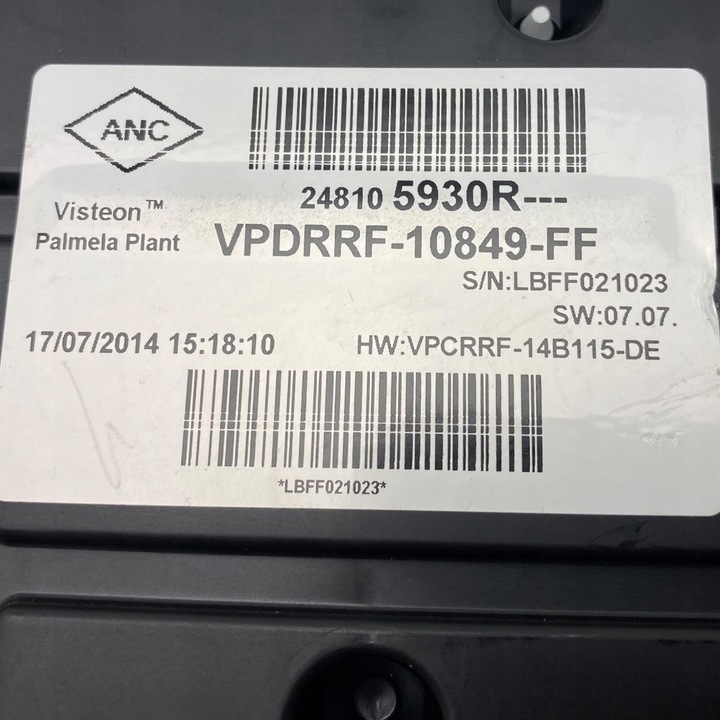 ANC
24810 5930R---
Visteon™
Palmela Plant
VPDRRF-10849-FF
S/N:LBFF021023
SW:07.07.
17/07/2014 15:18:10
HW:VPCRRF-14B115-DE
*LBFF021023*